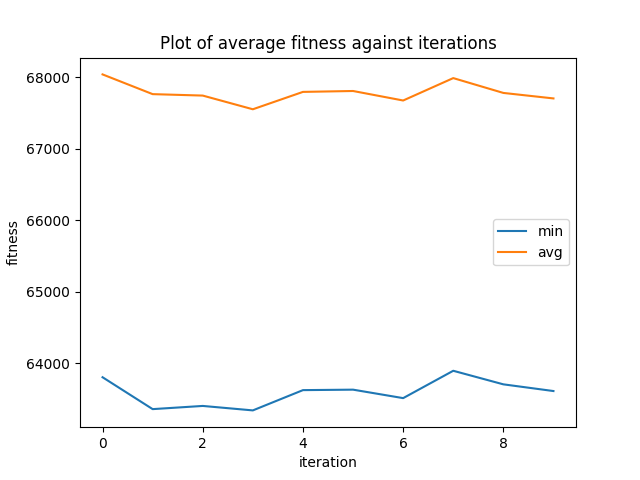 Plot of average fitness against iterations
68000
67000
66000
65000
64000
fitness
min
avg
0 2 4 6 8
iteration